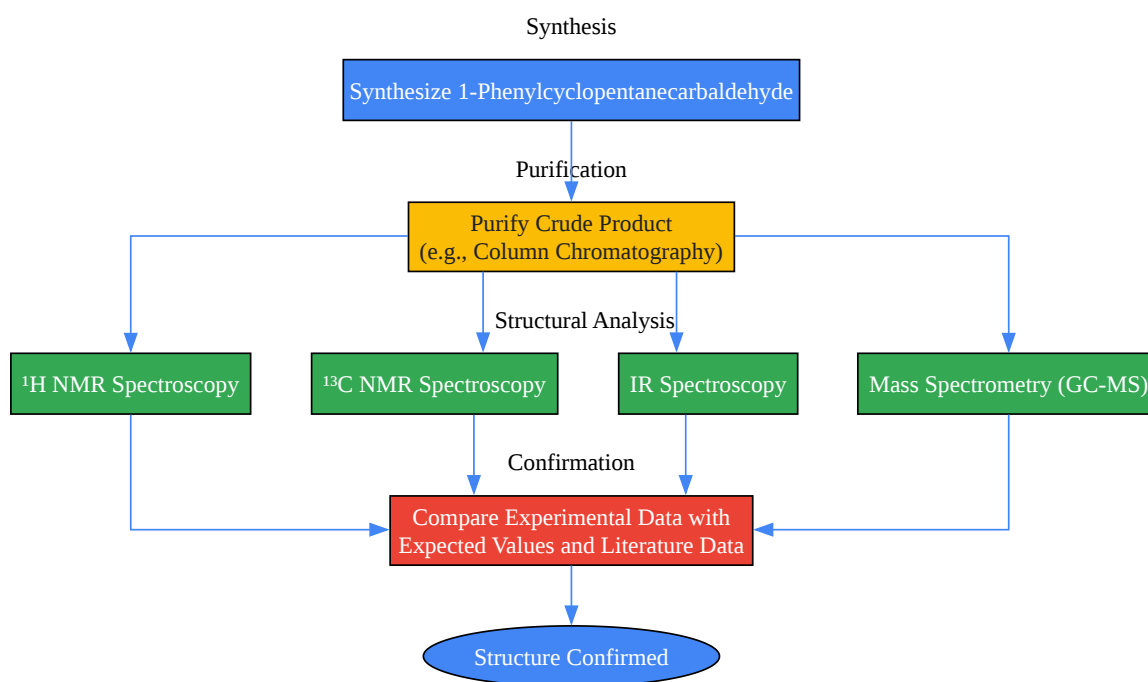 Synthesis
Synthesize 1-Phenylcyclopentanecarbaldehyde
Purification
Purify Crude Product
(e.g., Column Chromatography)
Structural Analysis
¹H NMR Spectroscopy
¹³C NMR Spectroscopy
IR Spectroscopy
Mass Spectrometry (GC-MS)
Confirmation
Compare Experimental Data with
Expected Values and Literature Data
Structure Confirmed